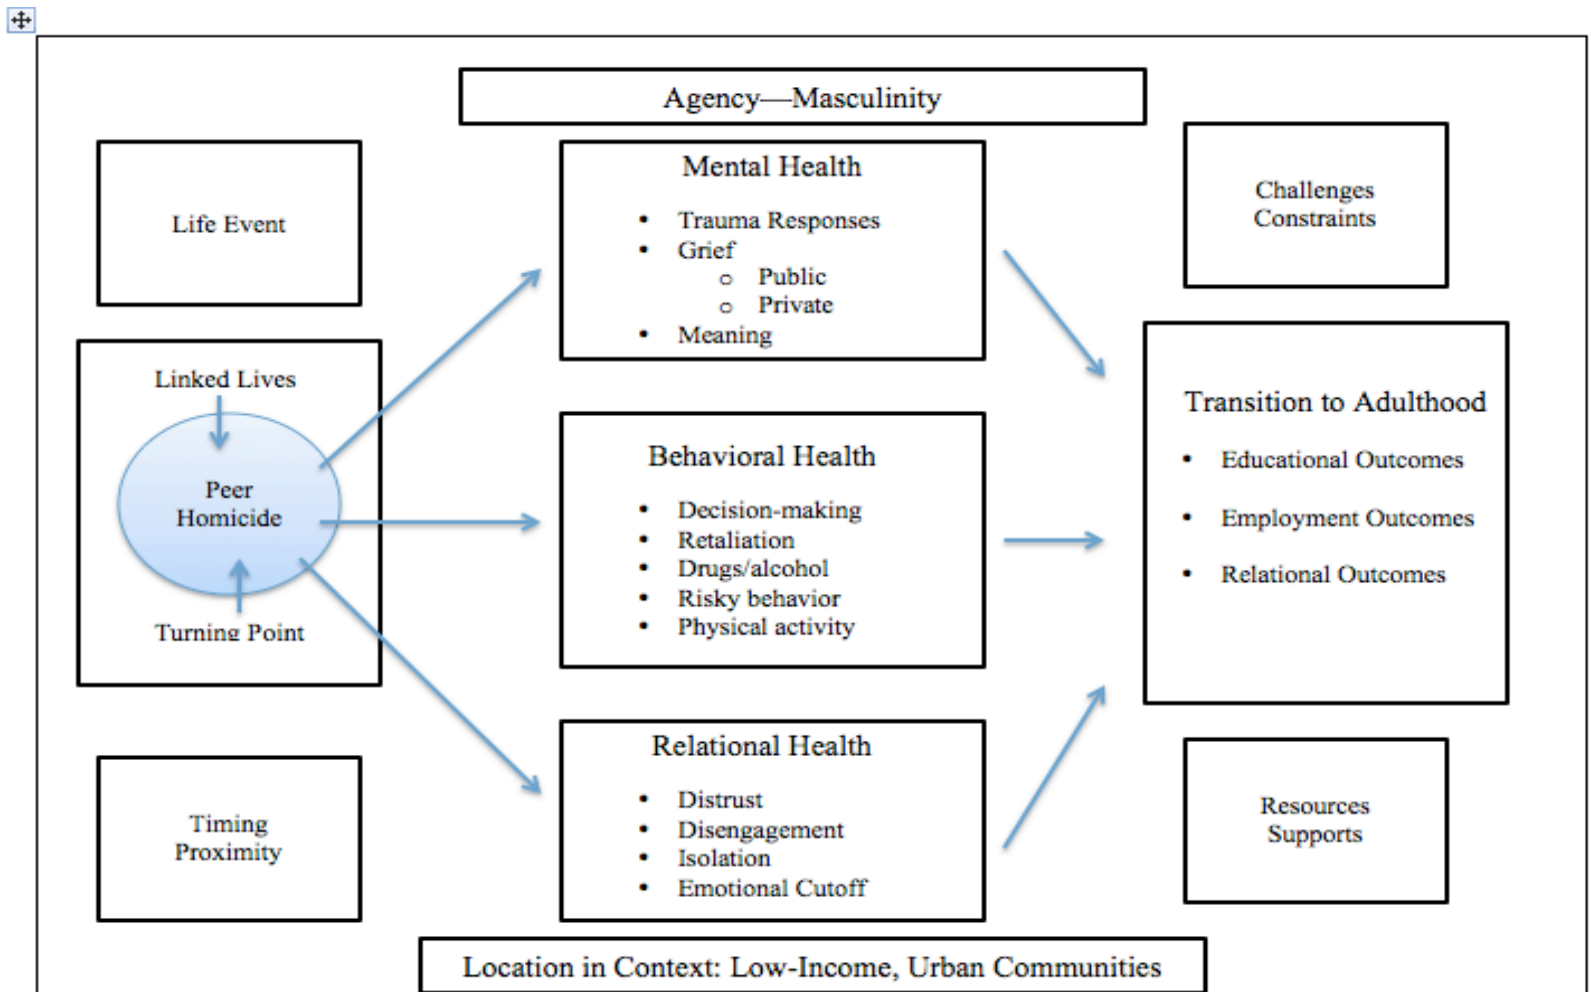 Agency—Masculinity
Life Event
Linked Lives
Peer
Homicide
Turning Point
Timing
Proximity
Mental Health
• Trauma Responses
• Grief
o Public
o Private
• Meaning
Behavioral Health
• Decision-making
• Retaliation
• Drugs/alcohol
• Risky behavior
• Physical activity
Relational Health
• Distrust
• Disengagement
• Isolation
• Emotional Cutoff
Challenges
Constraints
Transition to Adulthood
• Educational Outcomes
• Employment Outcomes
• Relational Outcomes
Resources
Supports
Location in Context: Low-Income, Urban Communities